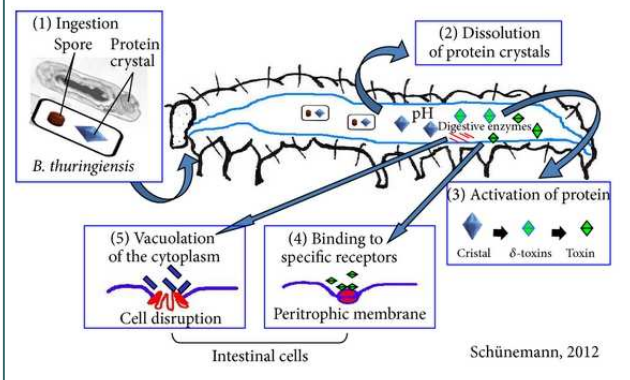 (1) Ingestion
Spore Protein
crystal
B. thuringiensis
(2) Dissolution
of protein crystals
pH
Digestive enzymes
(3) Activation of protein
Cristal δ-toxins Toxin
(5) Vacuolation
of the cytoplasm
Cell disruption
(4) Binding to
specific receptors
Peritrophic membrane
Intestinal cells
Schünemann, 2012